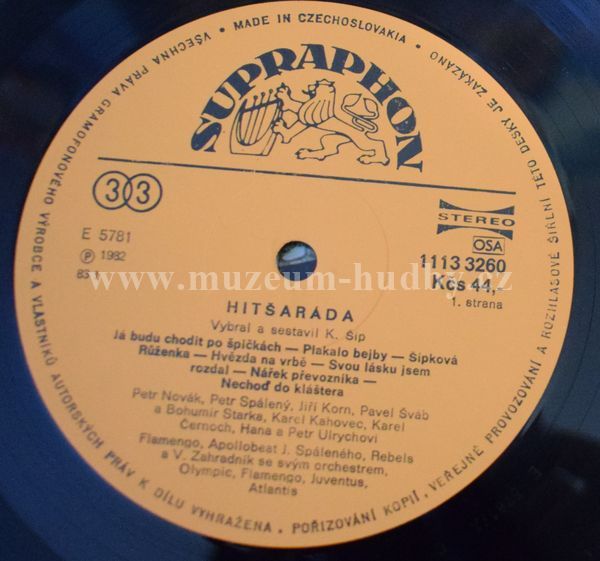 VŠECHNA PRÁVA GRAMOFONOVÉHO VÝROBCE A VLASTNÍKŮ AUTORSKÝCH PRÁV K DÍLU VYHRAŽENA • POŘIZOVÁNÍ KOPIÍ, VEŘEJNÉ PROVOZOVÁNÍ A ROZHLASOVÉ ŠÍŘENÍ TÉTO DESKY JE ZAKÁZÁNO
• MADE IN CZECHOSLOVAKIA •
SUPRAPHON
33
STEREO
E 5781
OSA
Ⓟ 1982
1113 3260
83
Kčs 44,-
1. strana
www.muzeum-hudby.cz
HITŠARÁDA
Vybral a sestavil K. Šíp
Já budu chodit po špičkách — Plakalo bejby — Šípková
Růženka — Hvězda na vrbě — Svou lásku jsem
rozdal — Nářek převozníka —
Nechoď do kláštera
Petr Novák, Petr Spálený, Jiří Korn, Pavel Šváb
a Bohumír Starka, Karel Kahovec, Karel
Černoch, Hana a Petr Ulrychovi
Flamengo, Apollobeat J. Spáleného, Rebels
a V. Zahradník se svým orchestrem,
Olympic, Flamengo, Juventus,
Atlantis